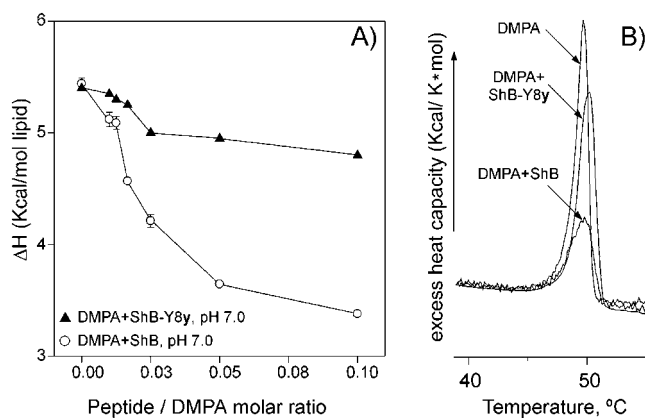 A)
6
5
4
3
ΔH (Kcal/mol lipid)
▲ DMPA+ShB-Y8y, pH 7.0
○ DMPA+ShB, pH 7.0
0.00 0.03 0.05 0.08 0.10
Peptide / DMPA molar ratio
B)
DMPA
DMPA+
ShB-Y8y
DMPA+ShB
excess heat capacity (Kcal/ K*mol)
40 50
Temperature, ºC